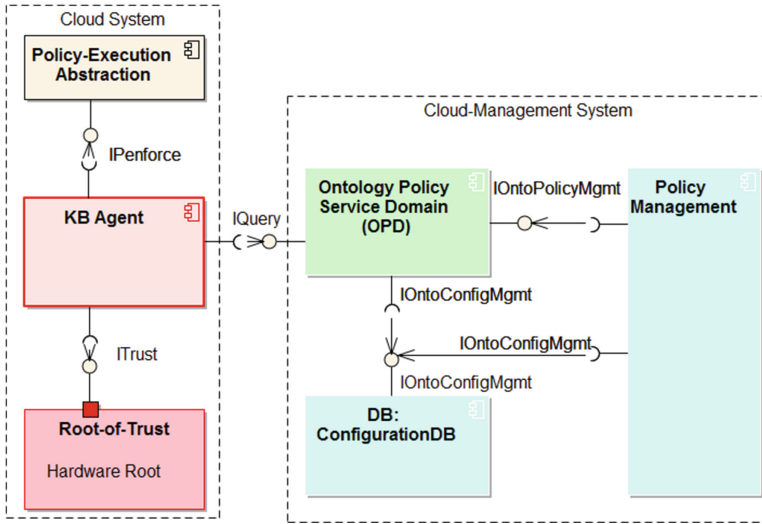 Cloud System
Policy-Execution
Abstraction
IPenforce
KB Agent
ITrust
Root-of-Trust
Hardware Root
IQuery
Cloud-Management System
Ontology Policy
Service Domain
(OPD)
IOntoPolicyMgmt
Policy
Management
IOntoConfigMgmt
IOntoConfigMgmt
IOntoConfigMgmt
DB:
ConfigurationDB